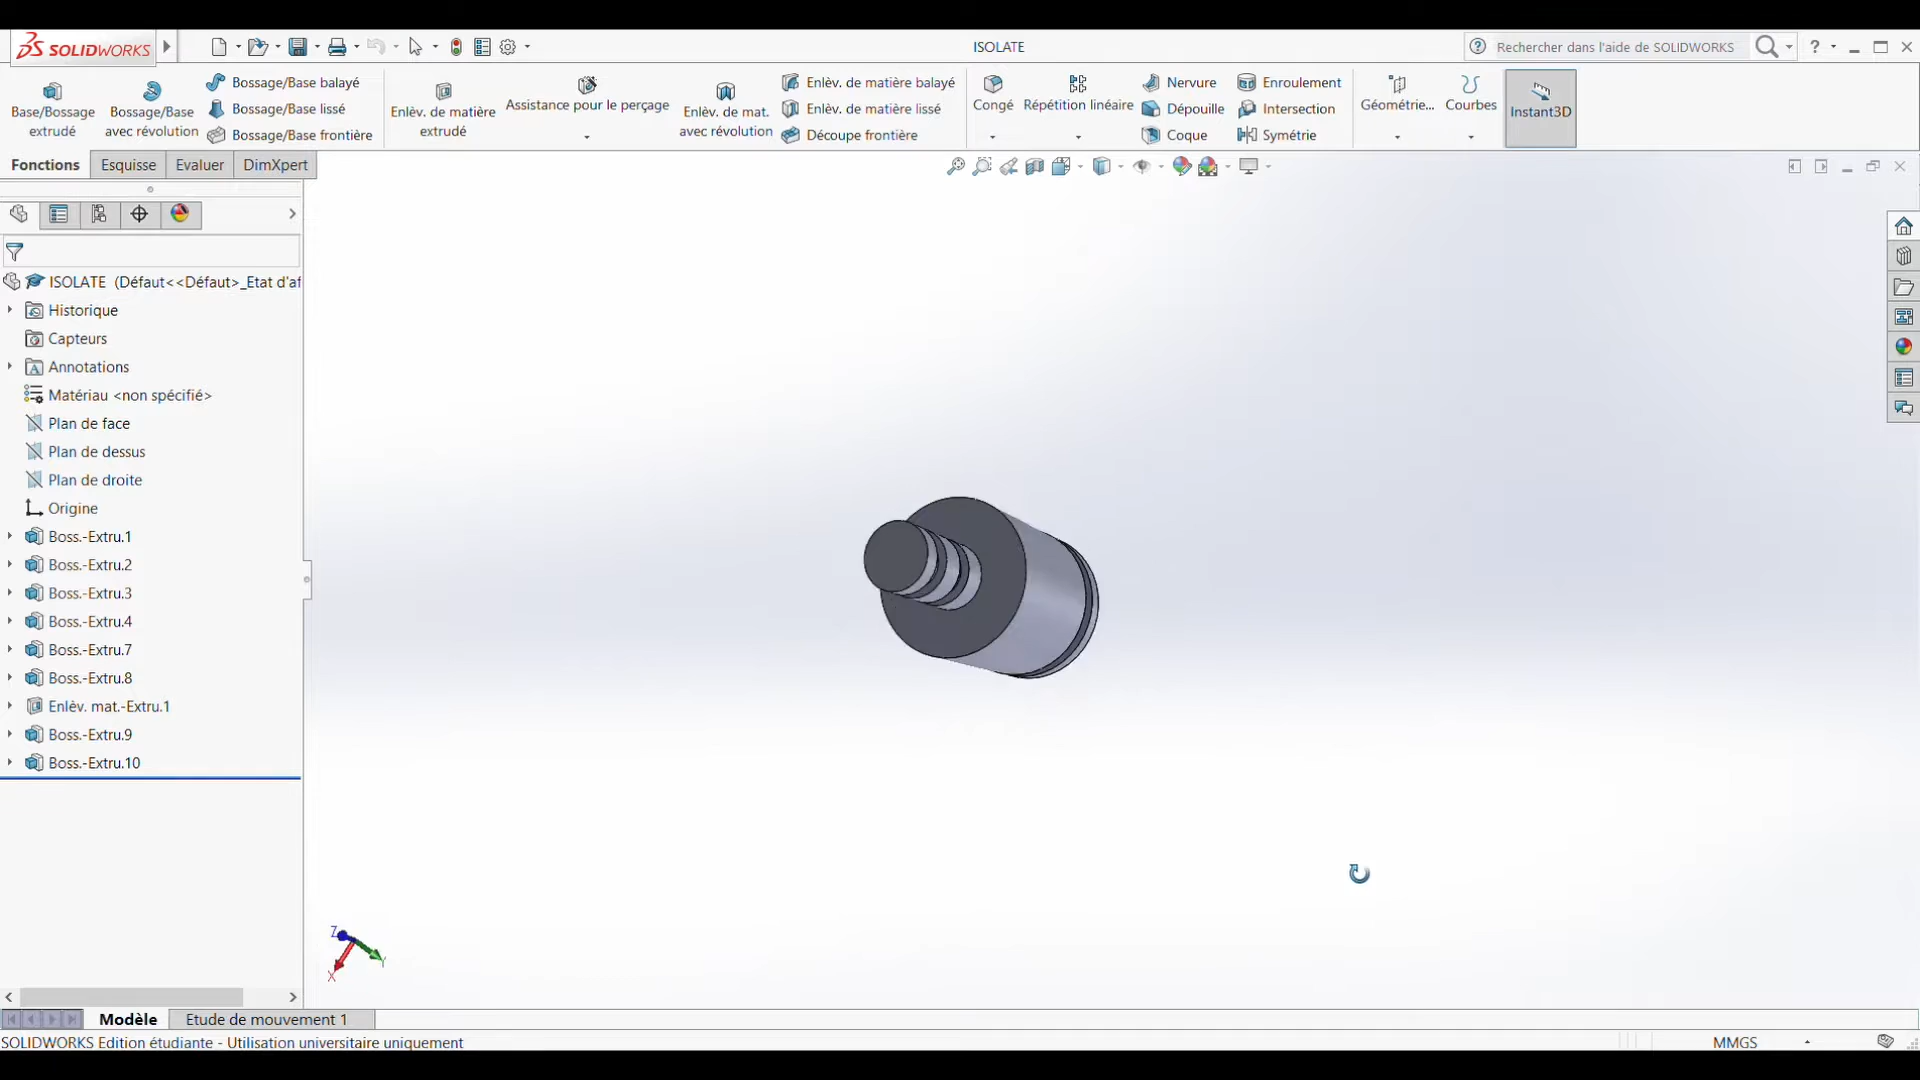 SOLIDWORKS
ISOLATE
Rechercher dans l'aide de SOLIDWORKS
?
Base/Bossage extrudé
Bossage/Base avec révolution
Bossage/Base balayé
Bossage/Base lissé
Bossage/Base frontière
Enlèv. de matière extrudé
Assistance pour le perçage
Enlèv. de mat. avec révolution
Enlèv. de matière balayé
Enlèv. de matière lissé
Découpe frontière
Congé
Répétition linéaire
Nervure
Dépouille
Coque
Enroulement
Intersection
Symétrie
Géométrie...
Courbes
Instant3D
Fonctions
Esquisse
Evaluer
DimXpert
ISOLATE (Défaut<<Défaut>_Etat d'af
Historique
Capteurs
Annotations
Matériau <non spécifié>
Plan de face
Plan de dessus
Plan de droite
Origine
Boss.-Extru.1
Boss.-Extru.2
Boss.-Extru.3
Boss.-Extru.4
Boss.-Extru.7
Boss.-Extru.8
Enlèv. mat.-Extru.1
Boss.-Extru.9
Boss.-Extru.10
Z
Y
X
Modèle
Etude de mouvement 1
SOLIDWORKS Edition étudiante - Utilisation universitaire uniquement
MMGS